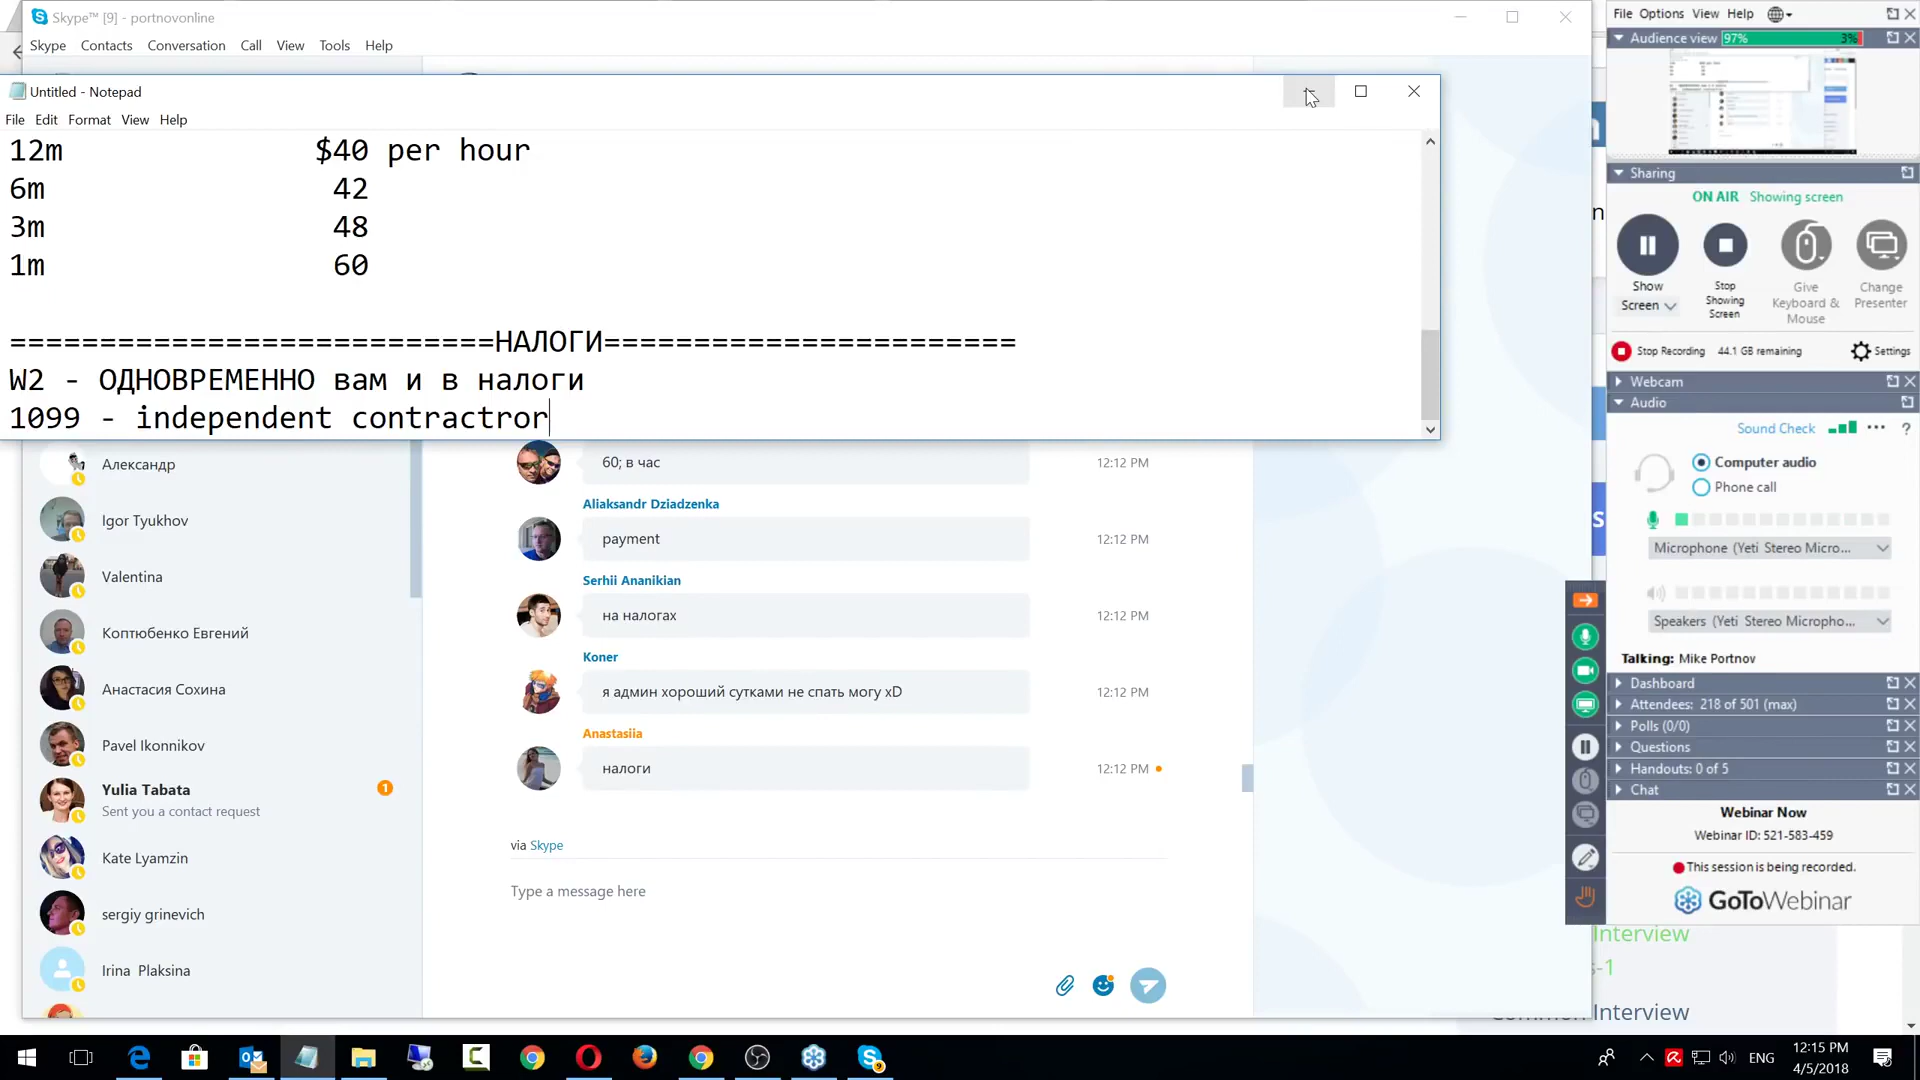 Skype™ [9] - portnovonline
Skype Contacts Conversation Call View Tools Help
Untitled - Notepad
File Edit Format View Help
12m $40 per hour
6m 42
3m 48
1m 60
===========================НАЛОГИ=======================
W2 - ОДНОВРЕМЕННО вам и в налоги
1099 - independent contractror
Александр
Igor Tyukhov
Valentina
Коптюбенко Евгений
Анастасия Сохина
Pavel Ikonnikov
Yulia Tabata
1
Sent you a contact request
Kate Lyamzin
sergiy grinevich
Irina Plaksina
60; в час
12:12 PM
Aliaksandr Dziadzenka
payment
12:12 PM
Serhii Ananikian
на налогах
12:12 PM
Koner
я админ хороший сутками не спать могу xD
12:12 PM
Anastasiia
налоги
12:12 PM
via Skype
Type a message here
File Options View Help
Audience view 97% 3%
Sharing
ON AIR Showing screen
Show
Screen
Stop
Showing
Screen
Give
Keyboard &
Mouse
Change
Presenter
Stop Recording 44.1 GB remaining Settings
Webcam
Audio
Sound Check ?
Computer audio
Phone call
Microphone (Yeti Stereo Micro...
Speakers (Yeti Stereo Micropho...
Talking: Mike Portnov
Dashboard
Attendees: 218 of 501 (max)
Polls (0/0)
Questions
Handouts: 0 of 5
Chat
Webinar Now
Webinar ID: 521-583-459
This session is being recorded.
GoToWebinar
Interview
s-1
Common Interview
9
ENG
12:15 PM
4/5/2018